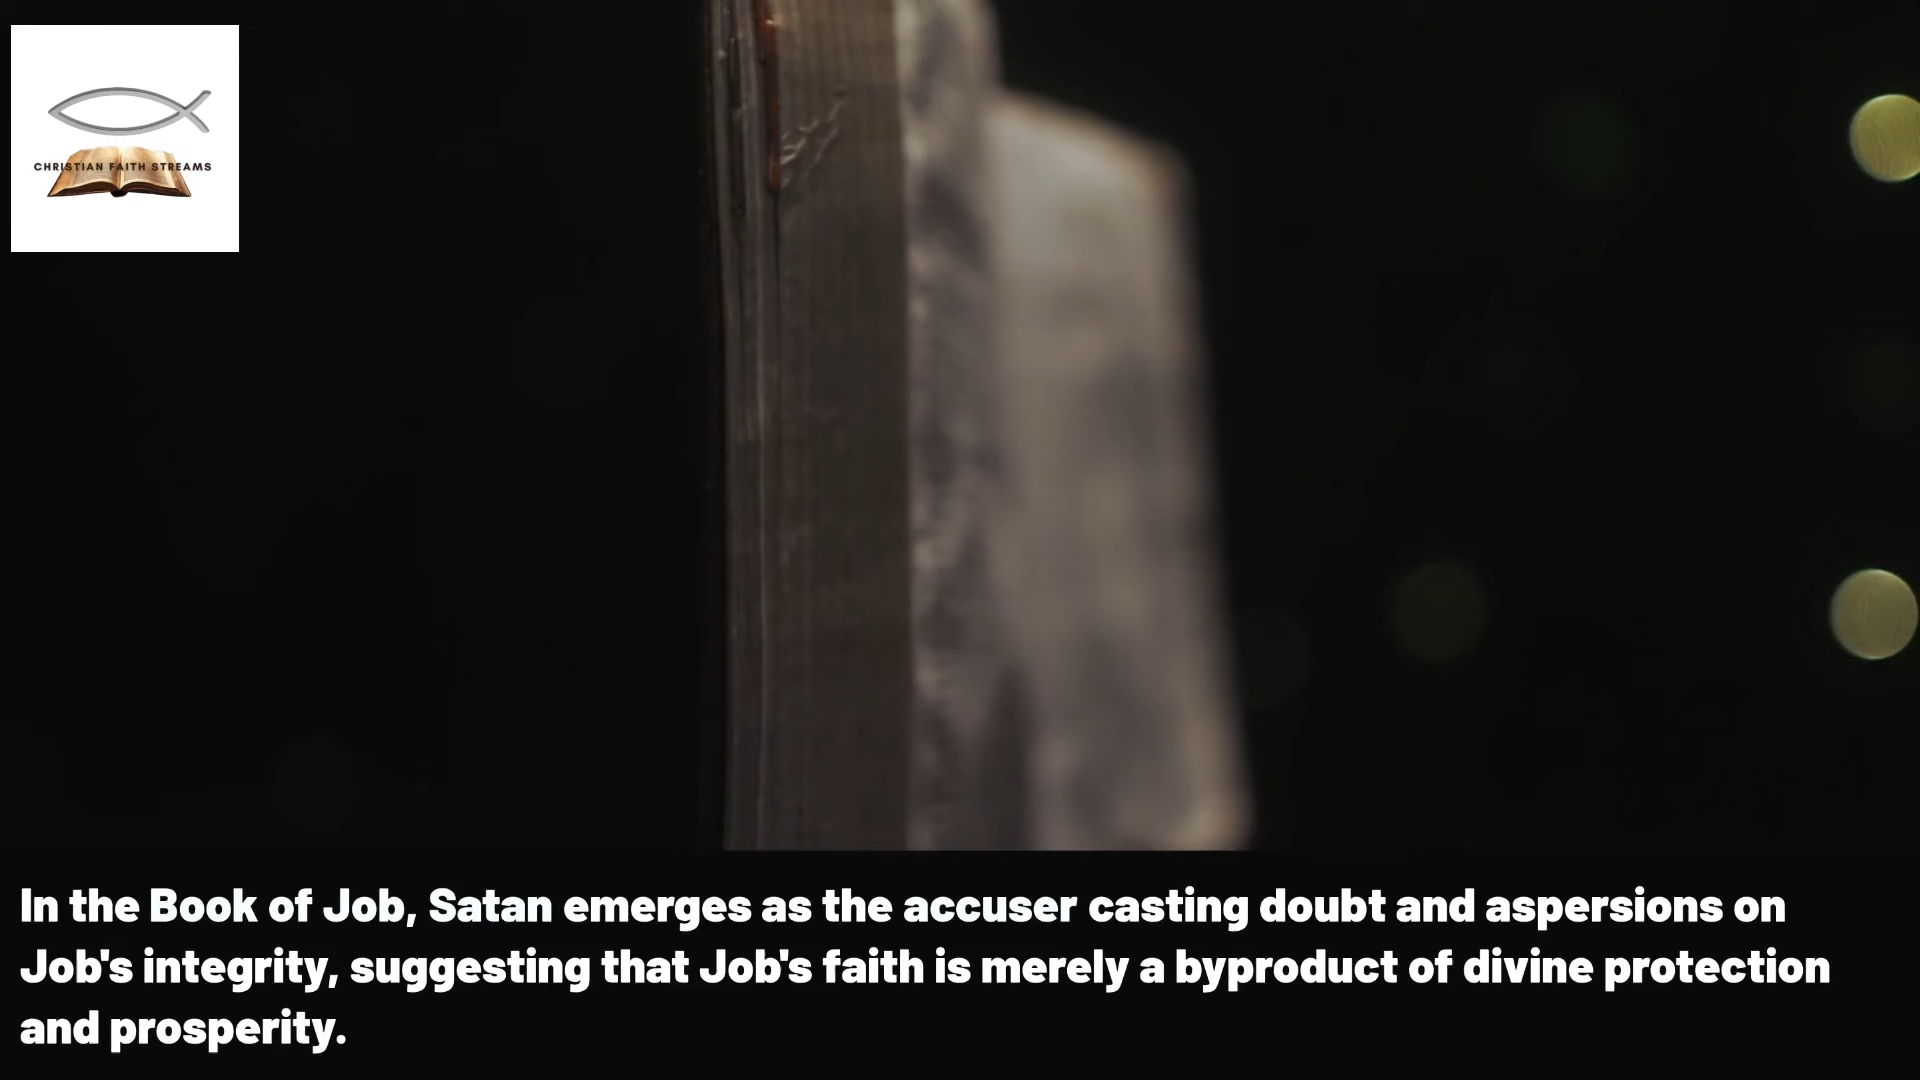 CHRISTIAN FAITH STREAMS
In the Book of Job, Satan emerges as the accuser casting doubt and aspersions on
Job's integrity, suggesting that Job's faith is merely a byproduct of divine protection
and prosperity.